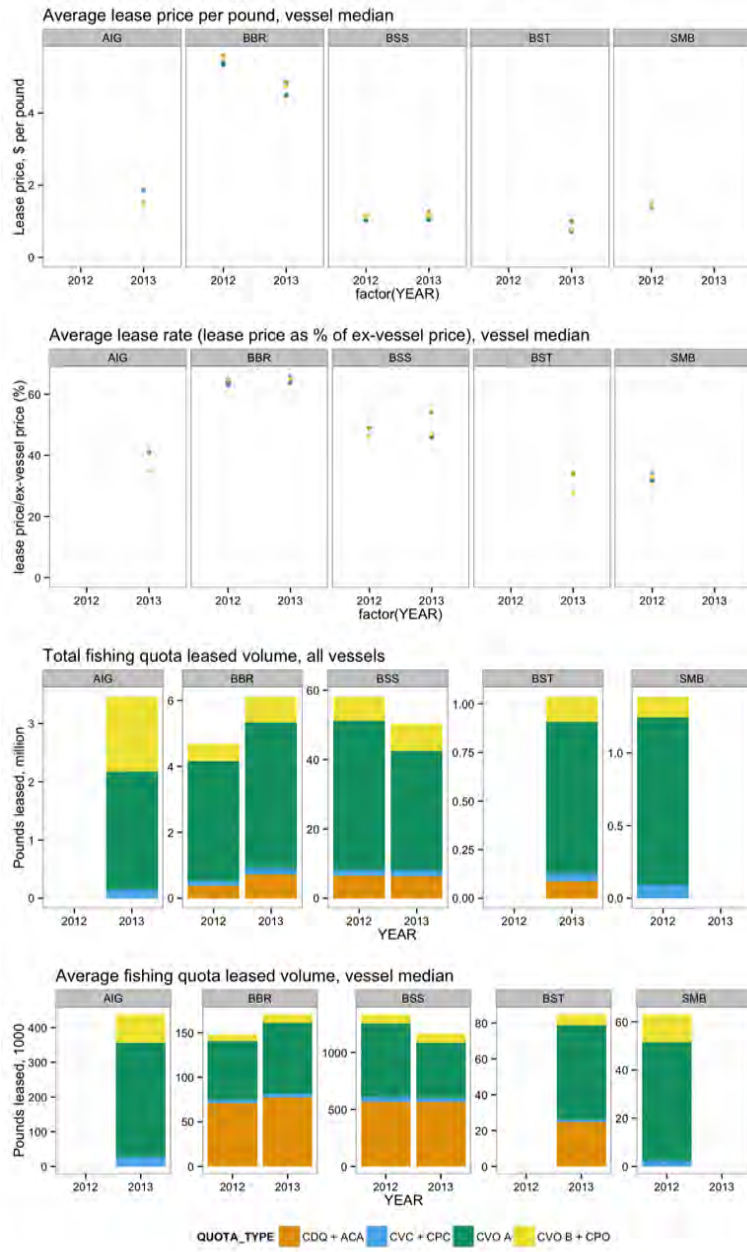 Average lease price per pound, vessel median
AIG BBR BSS BST SMB
Lease price, $ per pound
4
2
0
2012 2013 2012 2013 2012 2013 2012 2013 2012 2013
factor(YEAR)
Average lease rate (lease price as % of ex-vessel price), vessel median
AIG BBR BSS BST SMB
lease price/ex-vessel price (%)
60
40
20
0
2012 2013 2012 2013 2012 2013 2012 2013 2012 2013
factor(YEAR)
Total fishing quota leased volume, all vessels
AIG BBR BSS BST SMB
Pounds leased, million
3 6 60 1.00 1.0
2 4 40 0.75 0.5
1 2 20 0.50 0.0
0 0 0 0.25
0.00
2012 2013 2012 2013 2012 2013 2012 2013 2012 2013
YEAR
Average fishing quota leased volume, vessel median
AIG BBR BSS BST SMB
Pounds leased, 1000
400 150 1000 80 60
300 100 500 60 40
200 50 0 40 20
100 0 20 0
0 0
2012 2013 2012 2013 2012 2013 2012 2013 2012 2013
YEAR
QUOTA_TYPE CDQ + ACA CVC + CPC CVO A CVO B + CPO